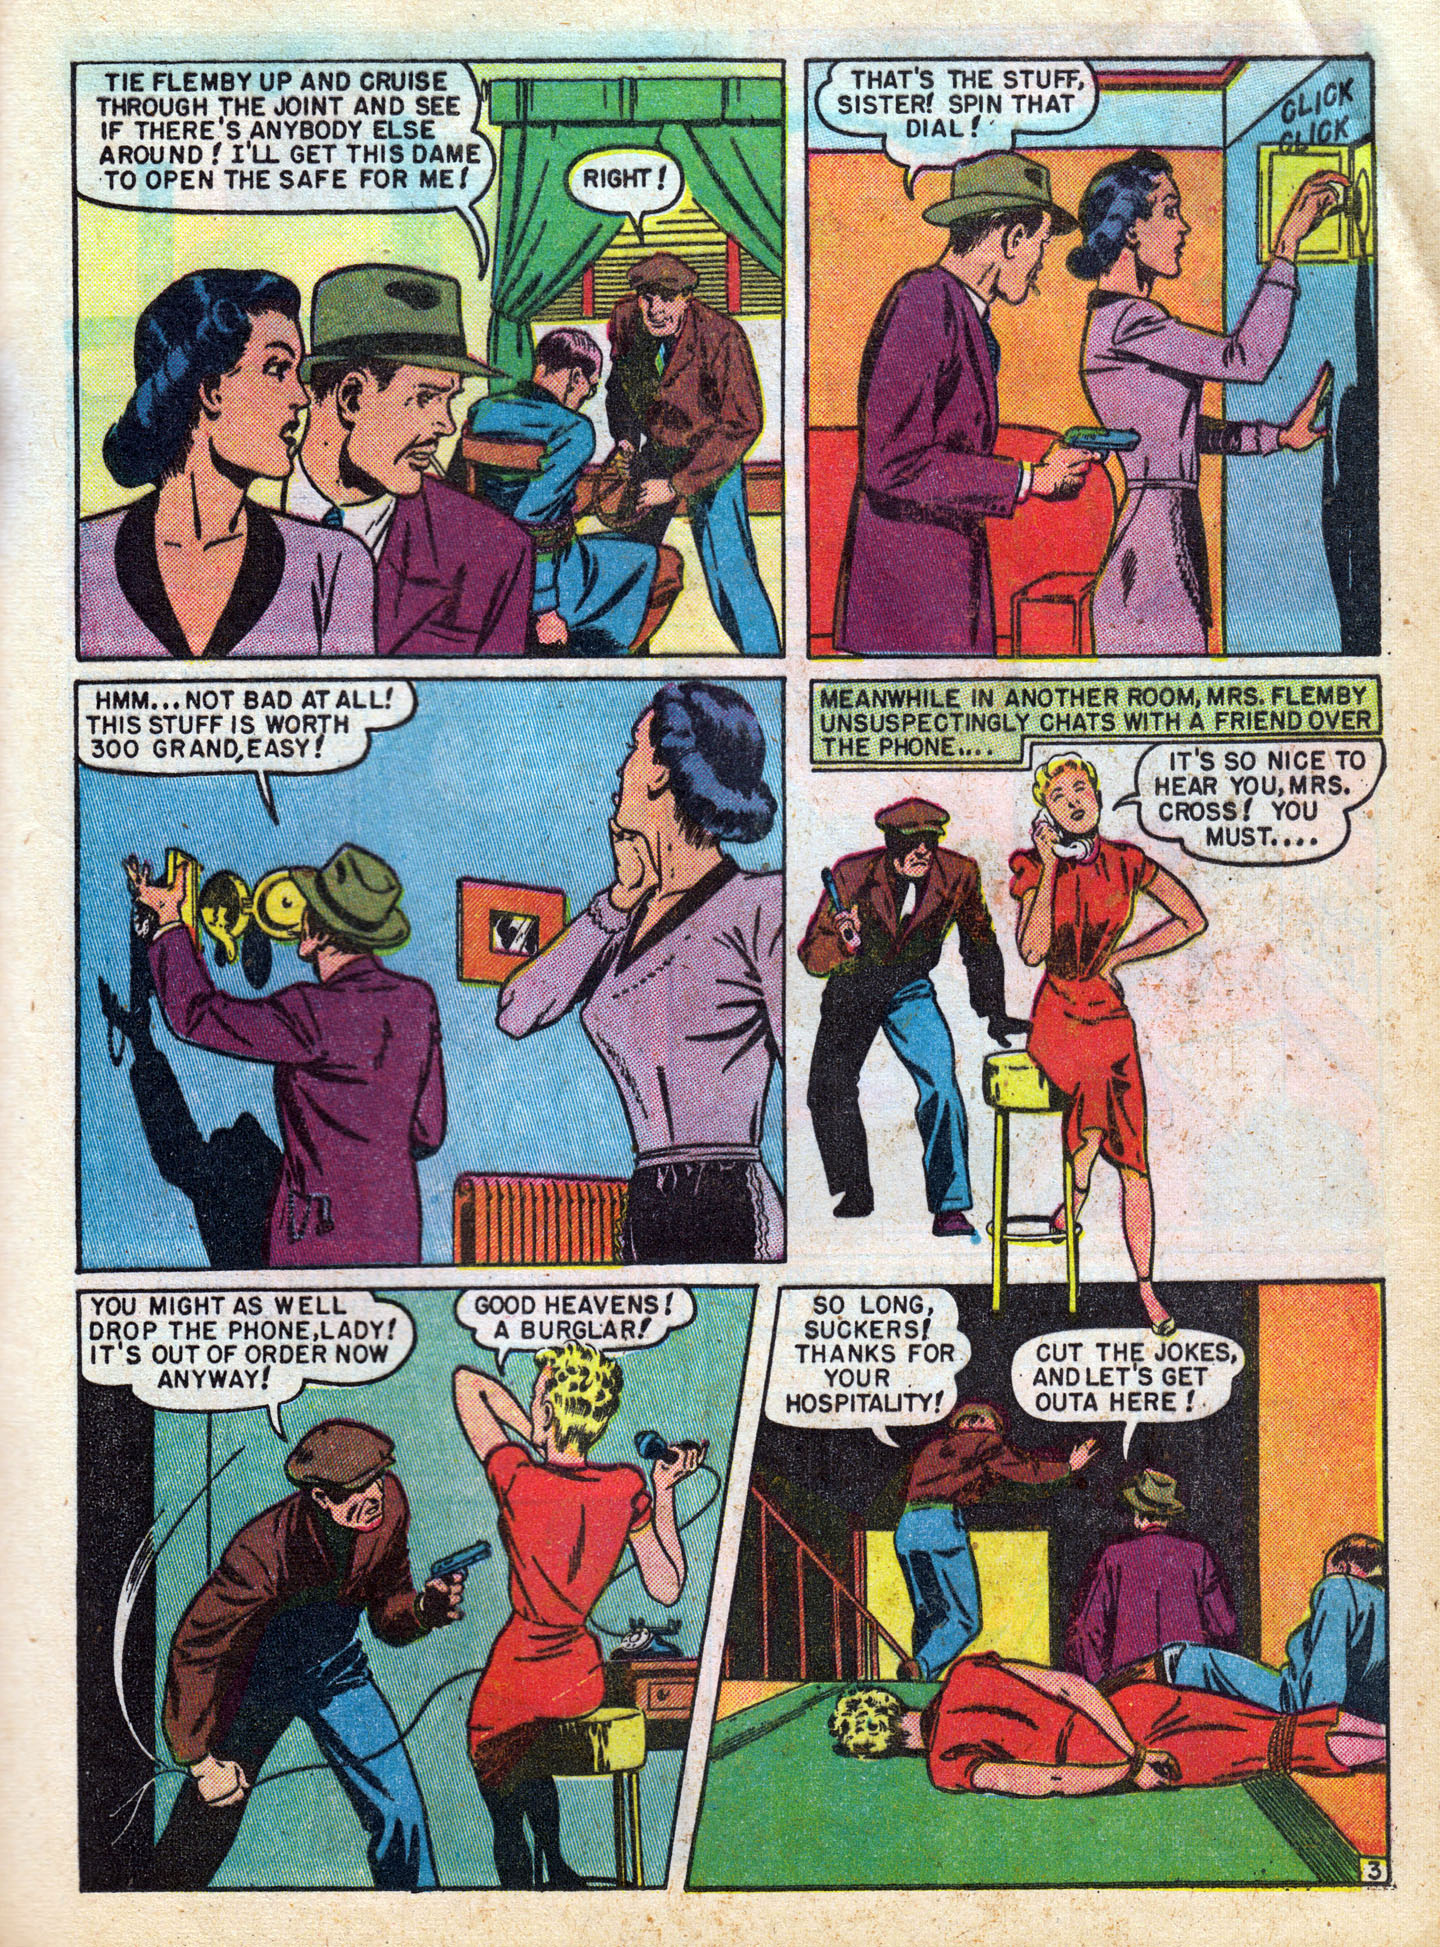 TIE FLEMBY UP AND CRUISE
THROUGH THE JOINT AND SEE
IF THERE'S ANYBODY ELSE
AROUND! I'LL GET THIS DAME
TO OPEN THE SAFE FOR ME!
RIGHT!
THAT'S THE STUFF,
SISTER! SPIN THAT
DIAL!
CLICK
CLICK
HMM...NOT BAD AT ALL!
THIS STUFF IS WORTH
300 GRAND, EASY!
MEANWHILE IN ANOTHER ROOM, MRS. FLEMBY
UNSUSPECTINGLY CHATS WITH A FRIEND OVER
THE PHONE....
IT'S SO NICE TO
HEAR YOU, MRS.
CROSS! YOU
MUST....
YOU MIGHT AS WELL
DROP THE PHONE, LADY!
IT'S OUT OF ORDER NOW
ANYWAY!
GOOD HEAVENS!
A BURGLAR!
SO LONG,
SUCKERS!
THANKS FOR
YOUR
HOSPITALITY!
CUT THE JOKES,
AND LET'S GET
OUTA HERE!
3